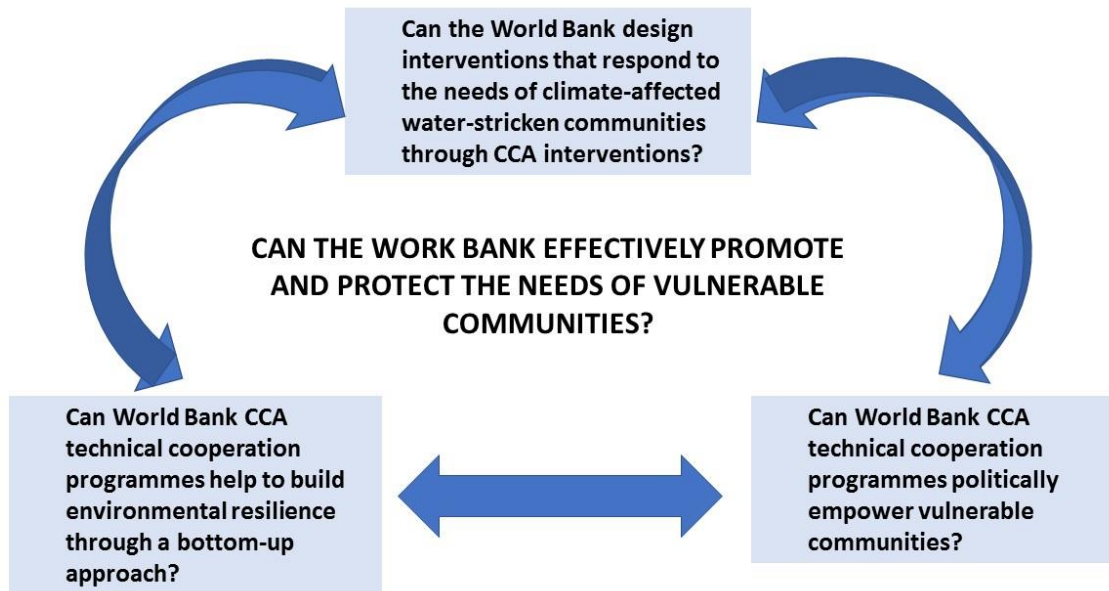 Can the World Bank design
interventions that respond to
the needs of climate-affected
water-stricken communities
through CCA interventions?
CAN THE WORK BANK EFFECTIVELY PROMOTE
AND PROTECT THE NEEDS OF VULNERABLE
COMMUNITIES?
Can World Bank CCA
technical cooperation
programmes help to build
environmental resilience
through a bottom-up
approach?
Can World Bank CCA
technical cooperation
programmes politically
empower vulnerable
communities?